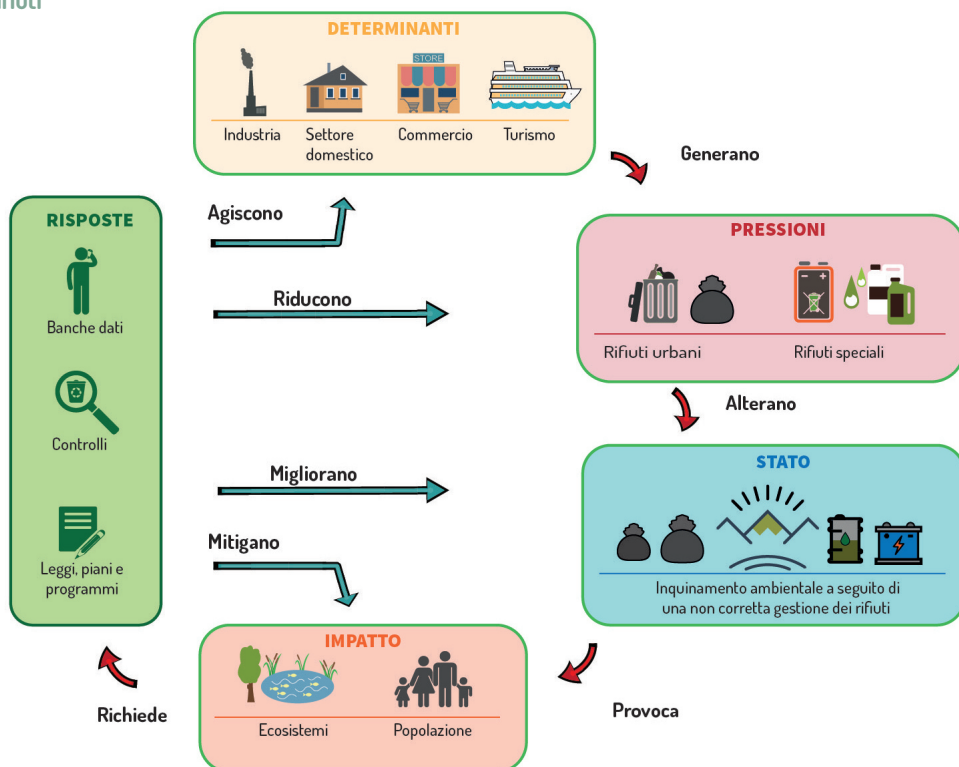 DETERMINANTI
STORE
Industria
Settore
domestico
Commercio
Turismo
Generano
RISPOSTE
Banche dati
Controlli
Leggi, piani e
programmi
Agiscono
Riducono
PRESSIONI
Rifiuti urbani
Rifiuti speciali
Alterano
Migliorano
STATO
Inquinamento ambientale a seguito di
una non corretta gestione dei rifiuti
Mitigano
IMPATTO
Ecosistemi
Popolazione
Provoca
Richiede